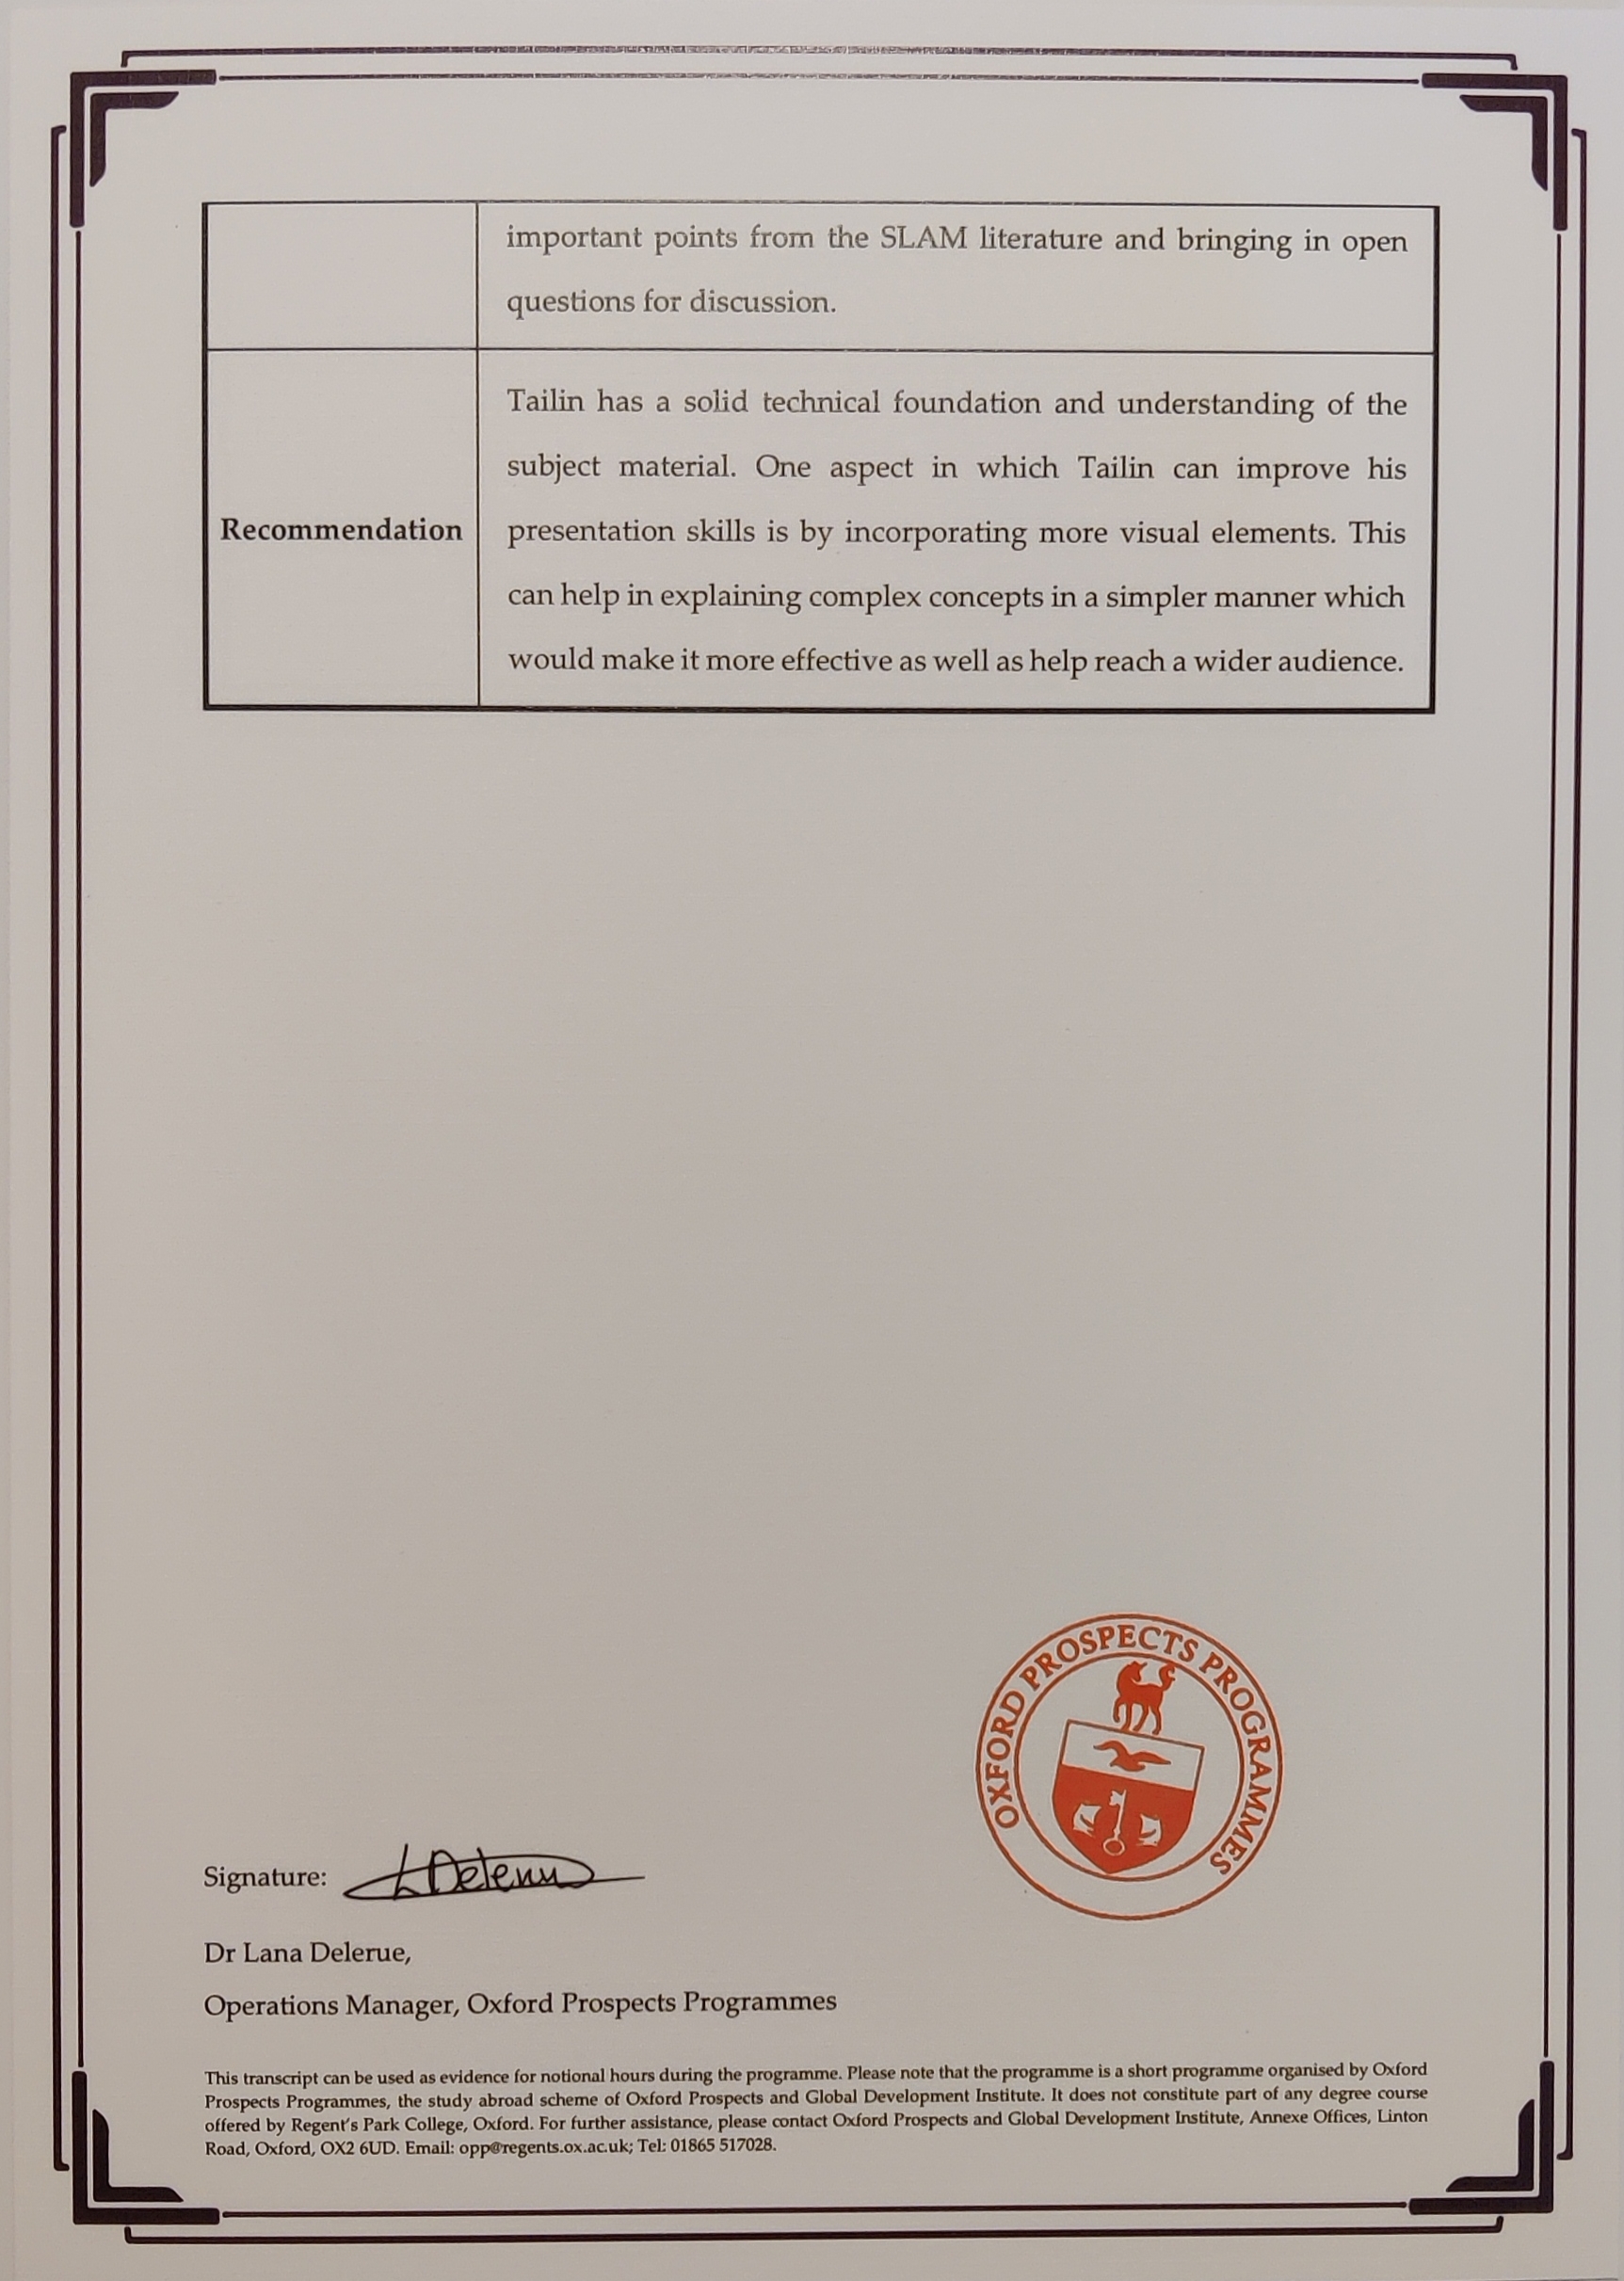 important points from the SLAM literature and bringing in open
questions for discussion.
Recommendation
Tailin has a solid technical foundation and understanding of the
subject material. One aspect in which Tailin can improve his
presentation skills is by incorporating more visual elements. This
can help in explaining complex concepts in a simpler manner which
would make it more effective as well as help reach a wider audience.
OXFORD PROSPECTS PROGRAMMES
Signature: LDelerue
Dr Lana Delerue,
Operations Manager, Oxford Prospects Programmes
This transcript can be used as evidence for notional hours during the programme. Please note that the programme is a short programme organised by Oxford
Prospects Programmes, the study abroad scheme of Oxford Prospects and Global Development Institute. It does not constitute part of any degree course
offered by Regent's Park College, Oxford. For further assistance, please contact Oxford Prospects and Global Development Institute, Annexe Offices, Linton
Road, Oxford, OX2 6UD. Email: opp@regents.ox.ac.uk; Tel: 01865 517028.